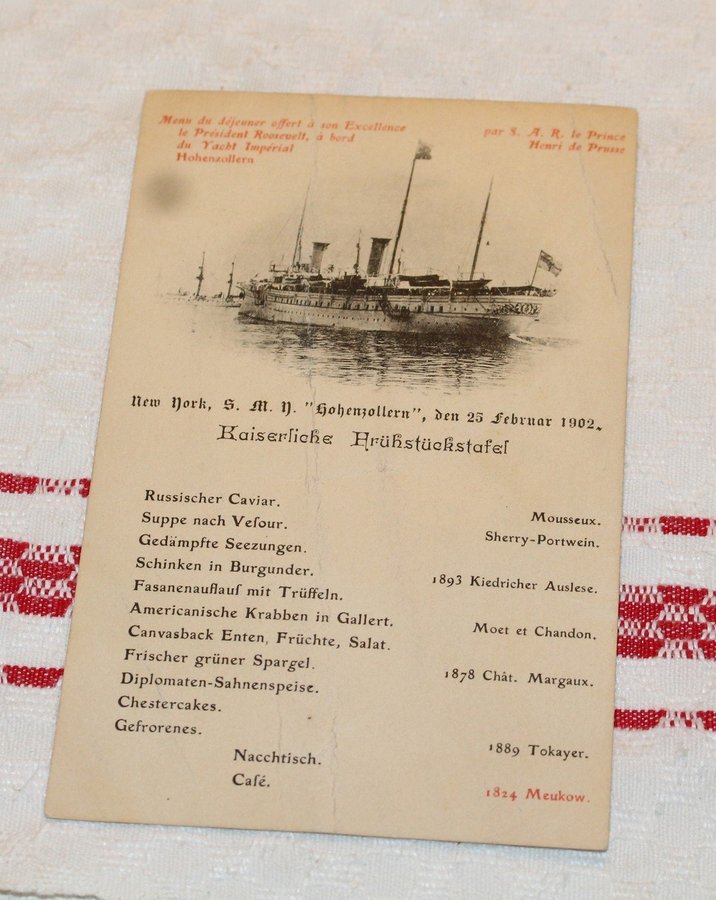 Menu du déjeuner offert à son Excellence
le Président Roosevelt, à bord
du Yacht Impérial
Hohenzollern
par S. A. R. le Prince
Henri de Prusse
New York, S. M. Y. "Hohenzollern", den 25 Februar 1902.
Kaiserliche Frühstückstafel
Russischer Caviar.
Mousseux.
Suppe nach Vefour.
Sherry-Portwein.
Gedämpfte Seezungen.
Schinken in Burgunder.
1893 Kiedricher Auslese.
Fasanenauflauf mit Trüffeln.
Americanische Krabben in Gallert.
Moet et Chandon.
Canvasback Enten, Früchte, Salat.
Frischer grüner Spargel.
1878 Chât. Margaux.
Diplomaten-Sahnenspeise.
Chestercakes.
Gefrorenes.
1889 Tokayer.
Nacchtisch.
Café.
1824 Meukow.